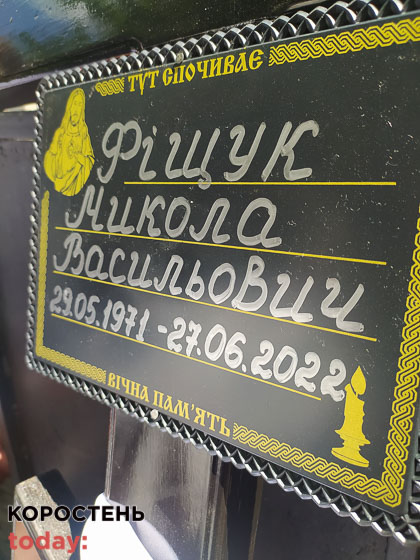 ТУТ СПОЧИВАЄ
Фіщук
Микола
Васильович
29.05.1971 - 27.06.2022
ВІЧНА ПАМ'ЯТЬ
КОРОСТЕНЬ
today: